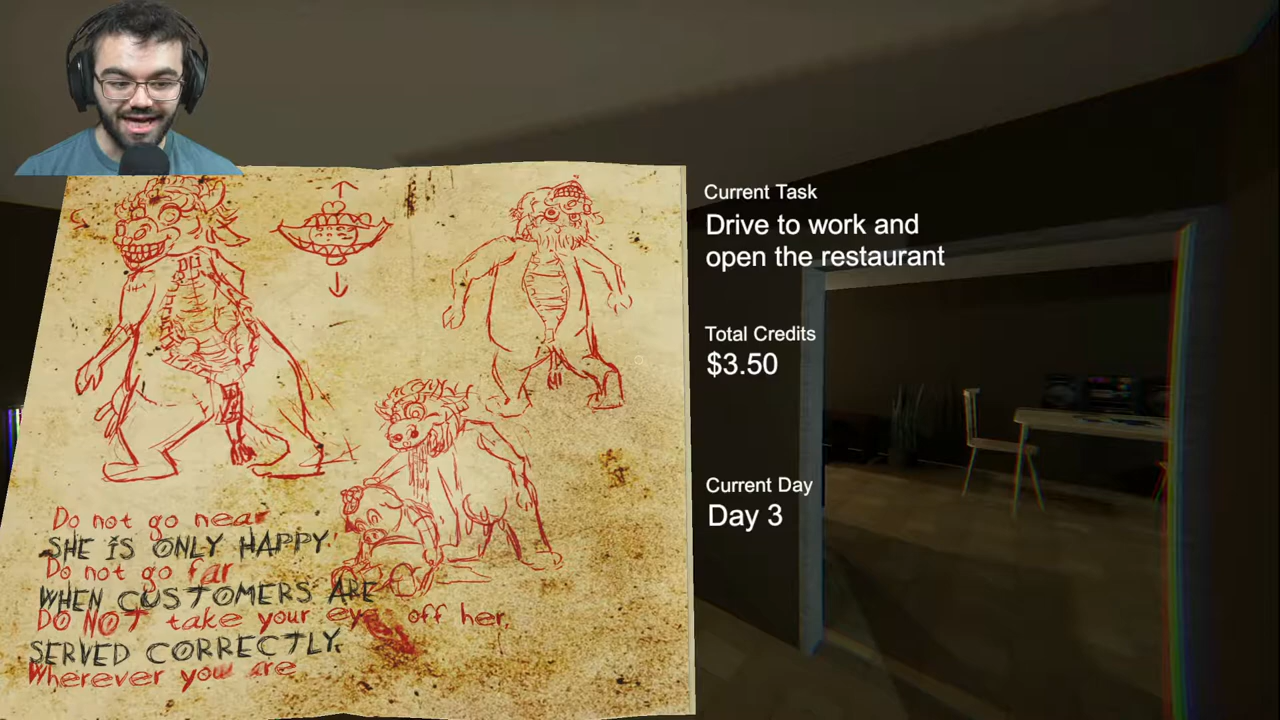 Current Task
Drive to work and
open the restaurant
Total Credits
$3.50
Current Day
Day 3
Do not go near
SHE IS ONLY HAPPY
Do not go far
WHEN CUSTOMERS ARE
DO NOT take your eye off her,
SERVED CORRECTLY.
Wherever you are